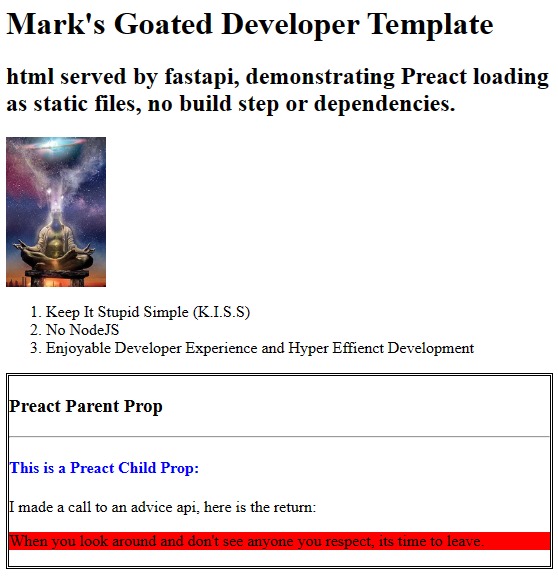 Mark's Goated Developer Template
html served by fastapi, demonstrating Preact loading
as static files, no build step or dependencies.
1. Keep It Stupid Simple (K.I.S.S)
2. No NodeJS
3. Enjoyable Developer Experience and Hyper Effienct Development
Preact Parent Prop
This is a Preact Child Prop:
I made a call to an advice api, here is the return:
When you look around and don't see anyone you respect, its time to leave.